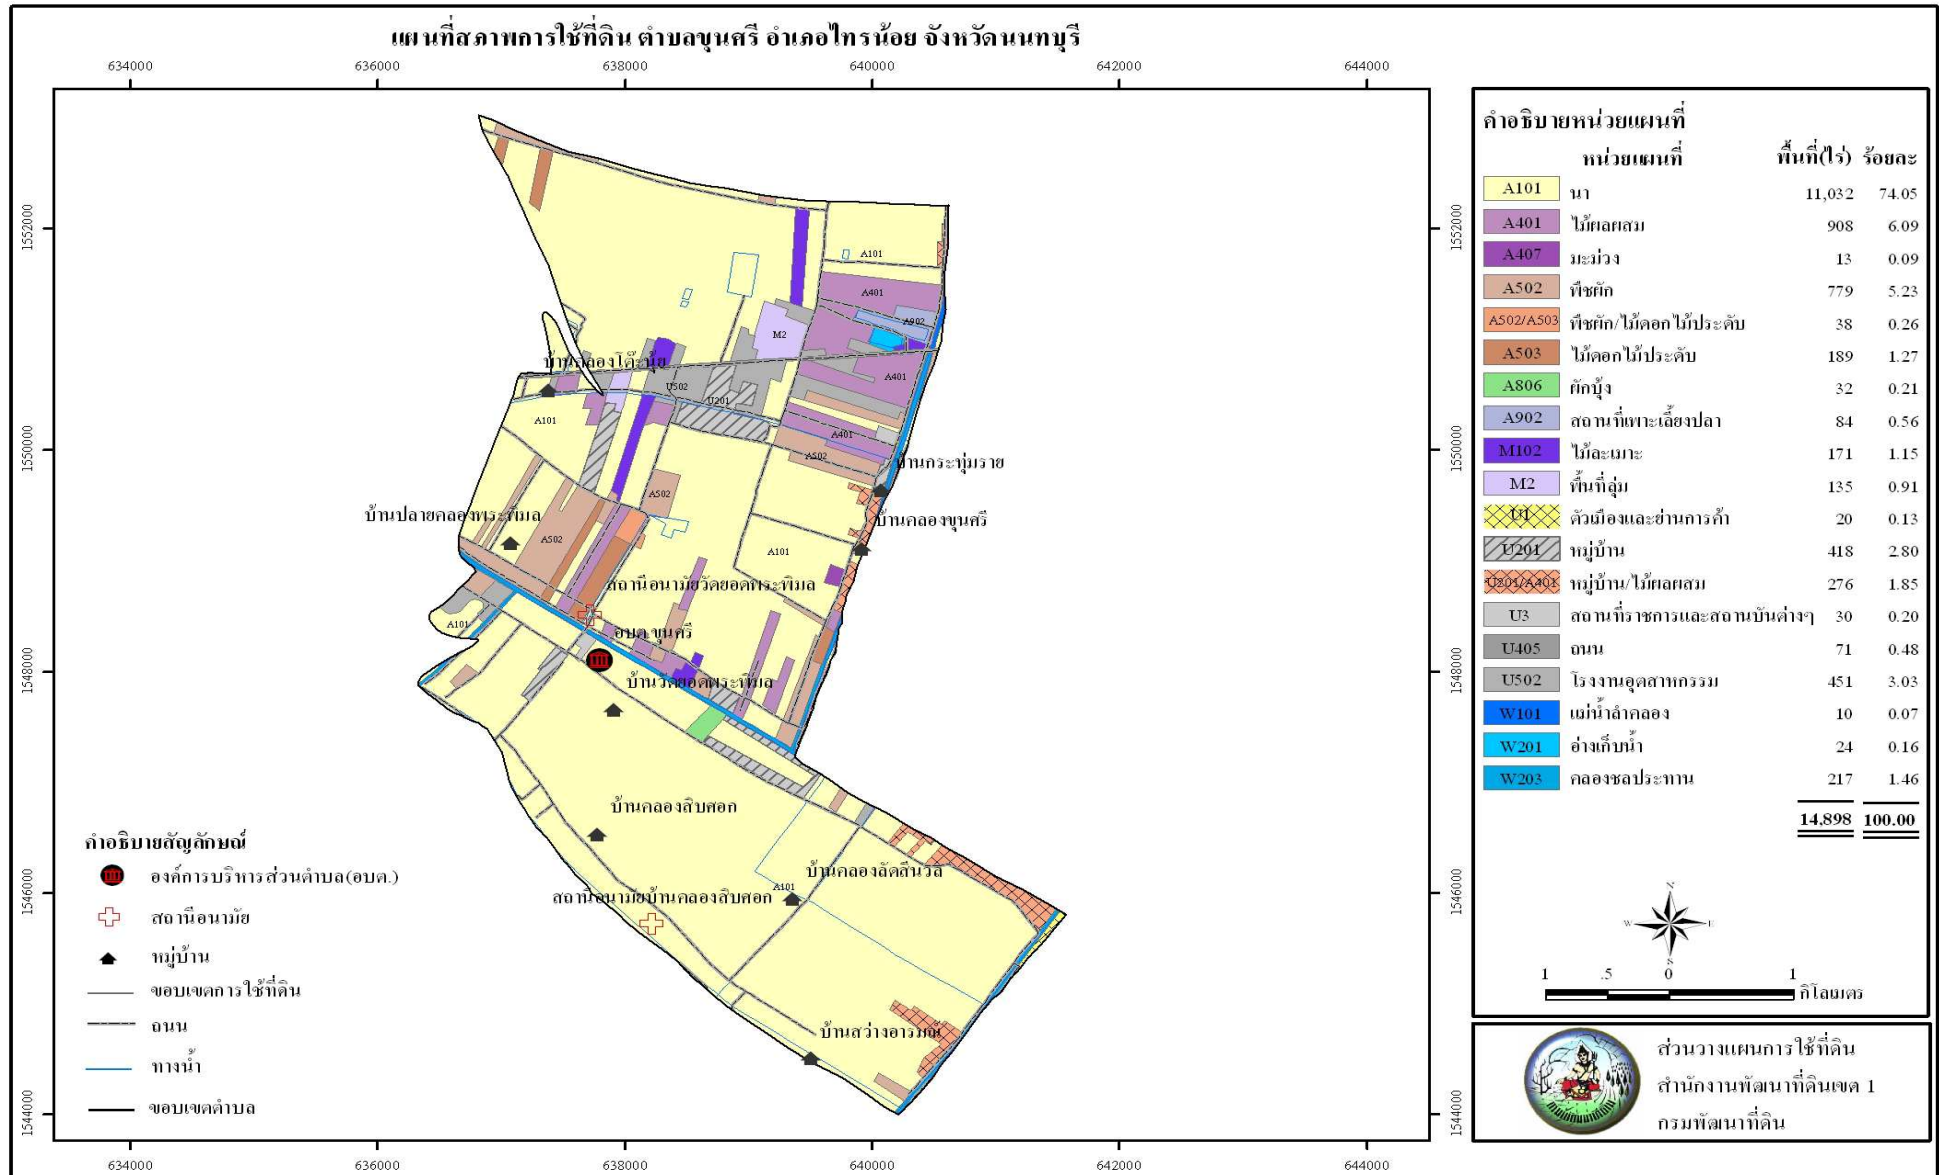 แผนที่สภาพการใช้ที่ดิน ตำบลขุนศรี อำเภอไทรน้อย จังหวัดนนทบุรี
634000 636000 638000 640000 642000 644000
1552000
1550000
1548000
1546000
1544000
1552000
1550000
1548000
1546000
1544000
A101
A401
A902
M2
บ้านคลองโต๊ะนุ้ย
U502
A401
U201
A101
A401
A502
บ้านกระทุ่มราย
A502
บ้านปลายคลองพระพิมล
บ้านคลองขุนศรี
A502
A101
สถานีอนามัยวัดยอดพระพิมล
A101
อบต.ขุนศรี
บ้านวัดยอดพระพิมล
บ้านคลองสิบศอก
บ้านคลองลัดสีนวล
A101
สถานีอนามัยบ้านคลองสิบศอก
บ้านสว่างอารมณ์
คำอธิบายสัญลักษณ์
องค์การบริหารส่วนตำบล(อบต.)
สถานีอนามัย
หมู่บ้าน
ขอบเขตการใช้ที่ดิน
ถนน
ทางน้ำ
ขอบเขตตำบล
634000 636000 638000 640000 642000 644000
คำอธิบายหน่วยแผนที่
หน่วยแผนที่ พื้นที่(ไร่) ร้อยละ
A101 นา 11,032 74.05
A401 ไม้ผลผสม 908 6.09
A407 มะม่วง 13 0.09
A502 พืชผัก 779 5.23
A502/A503 พืชผัก/ไม้ดอกไม้ประดับ 38 0.26
A503 ไม้ดอกไม้ประดับ 189 1.27
A806 ผักบุ้ง 32 0.21
A902 สถานที่เพาะเลี้ยงปลา 84 0.56
M102 ไม้ละเมาะ 171 1.15
M2 พื้นที่ลุ่ม 135 0.91
U1 ตัวเมืองและย่านการค้า 20 0.13
U201 หมู่บ้าน 418 2.80
U201/A401 หมู่บ้าน/ไม้ผลผสม 276 1.85
U3 สถานที่ราชการและสถานบันต่างๆ 30 0.20
U405 ถนน 71 0.48
U502 โรงงานอุตสาหกรรม 451 3.03
W101 แม่น้ำลำคลอง 10 0.07
W201 อ่างเก็บน้ำ 24 0.16
W203 คลองชลประทาน 217 1.46
14,898 100.00
N
W E
S
1 .5 0 1
กิโลเมตร
กรมพัฒนาที่ดิน
ส่วนวางแผนการใช้ที่ดิน
สำนักงานพัฒนาที่ดินเขต 1
กรมพัฒนาที่ดิน